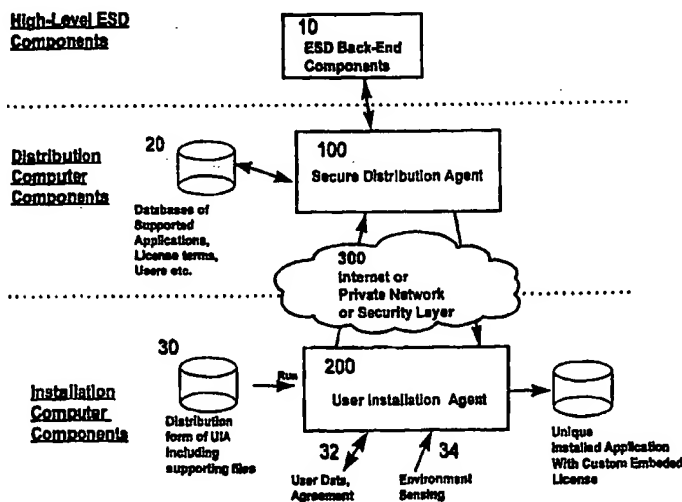 High-Level ESD
Components
10
ESD Back-End
Components
Distribution
Computer
Components
20
Databases of
Supported
Applications,
License terms,
Users etc.
100
Secure Distribution Agent
300
Internet or
Private Network
or Security Layer
Installation
Computer
Components
30
Distribution
form of UIA
Including
supporting files
Run
200
User Installation Agent
32
User Data,
Agreement
34
Environment
Sensing
Unique
Installed Application
With Custom Embeded
License